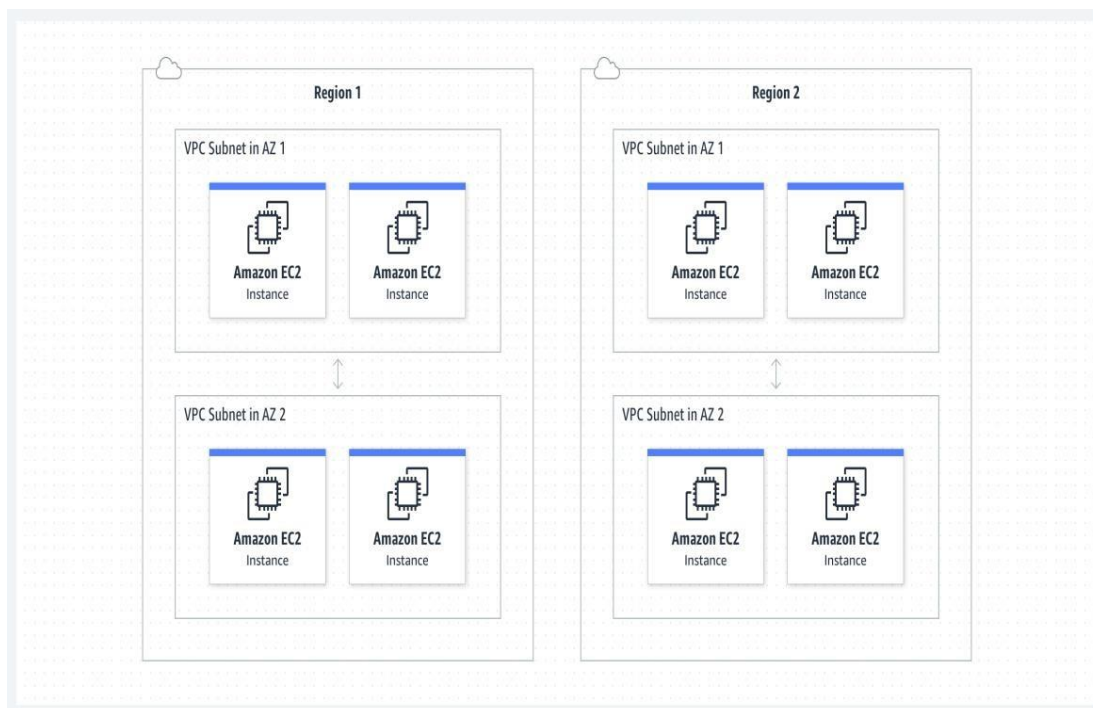 Region 1
VPC Subnet in AZ 1
Amazon EC2
Instance
Amazon EC2
Instance
VPC Subnet in AZ 2
Amazon EC2
Instance
Amazon EC2
Instance
Region 2
VPC Subnet in AZ 1
Amazon EC2
Instance
Amazon EC2
Instance
VPC Subnet in AZ 2
Amazon EC2
Instance
Amazon EC2
Instance